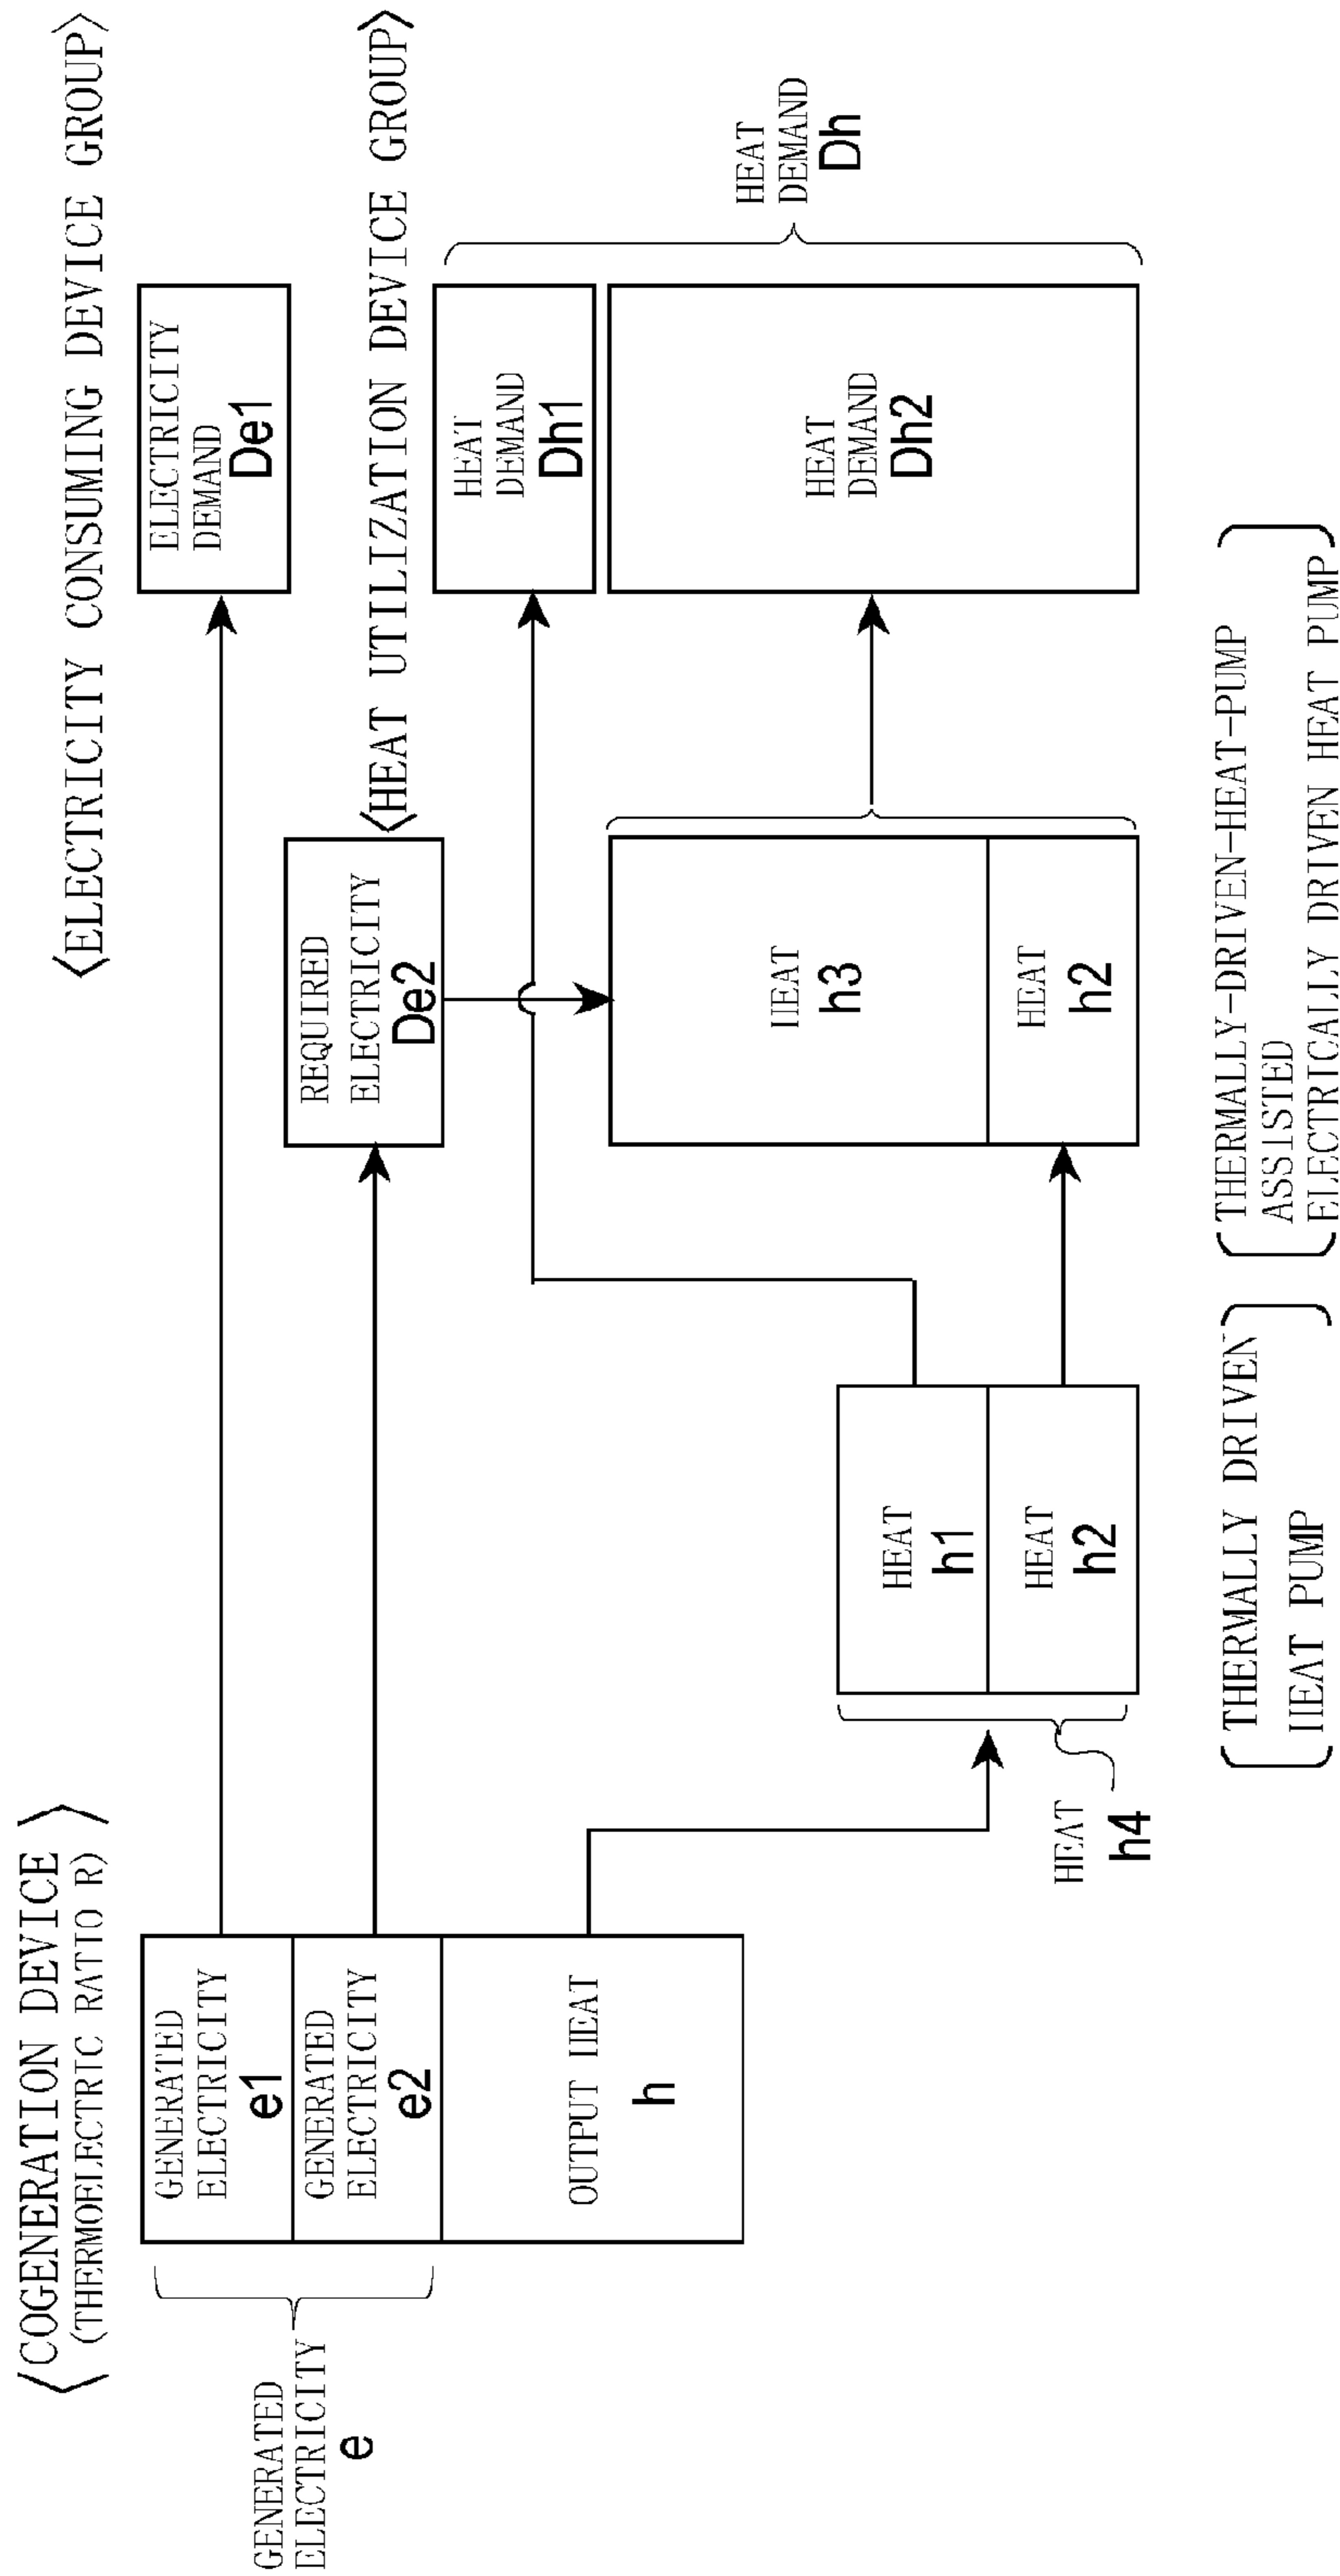 〈COGENERATION DEVICE〉
(THERMOELECTRIC RATIO R)
〈ELECTRICITY CONSUMING DEVICE GROUP〉
GENERATED
ELECTRICITY
e
GENERATED
ELECTRICITY
e1
GENERATED
ELECTRICITY
e2
OUTPUT HEAT
h
ELECTRICITY
DEMAND
De1
REQUIRED
ELECTRICITY
De2
〈HEAT UTILIZATION DEVICE GROUP〉
HEAT
DEMAND
Dh1
HEAT
DEMAND
Dh2
HEAT
DEMAND
Dh
HEAT
h3
HEAT
h2
HEAT
h1
HEAT
h2
HEAT
h4
THERMALLY DRIVEN
HEAT PUMP
THERMALLY-DRIVEN-HEAT-PUMP
ASSISTED
ELECTRICALLY DRIVEN HEAT PUMP